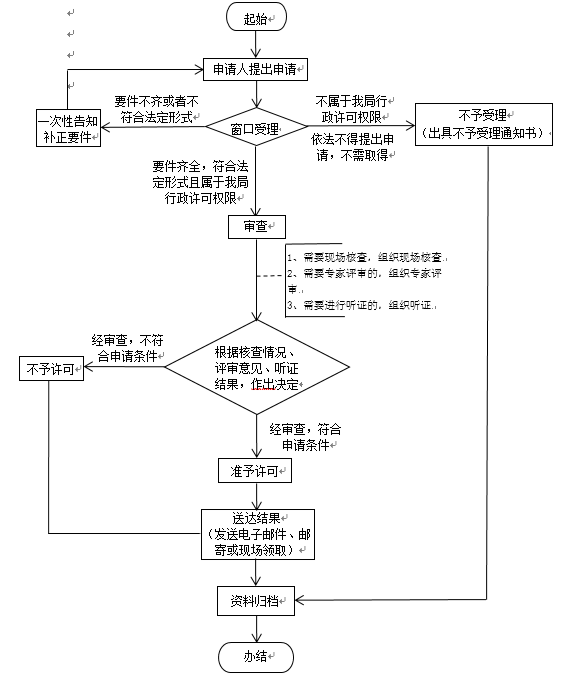 起始
申请人提出申请
要件不齐或者不
符合法定形式
一次性告知
补正要件
窗口受理
不属于我局行
政许可权限
依法不得提出申
请，不需取得
不予受理
（出具不予受理通知书）
要件齐全，符合法
定形式且属于我局
行政许可权限
审查
1、需要现场核查，组织现场核查
2、需要专家评审的，组织专家评
审
3、需要进行听证的，组织听证
经审查，不符
合申请条件
不予许可
根据核查情况、
评审意见、听证
结果，作出决定
经审查，符合
申请条件
准予许可
送达结果
（发送电子邮件、邮
寄或现场领取）
资料归档
办结